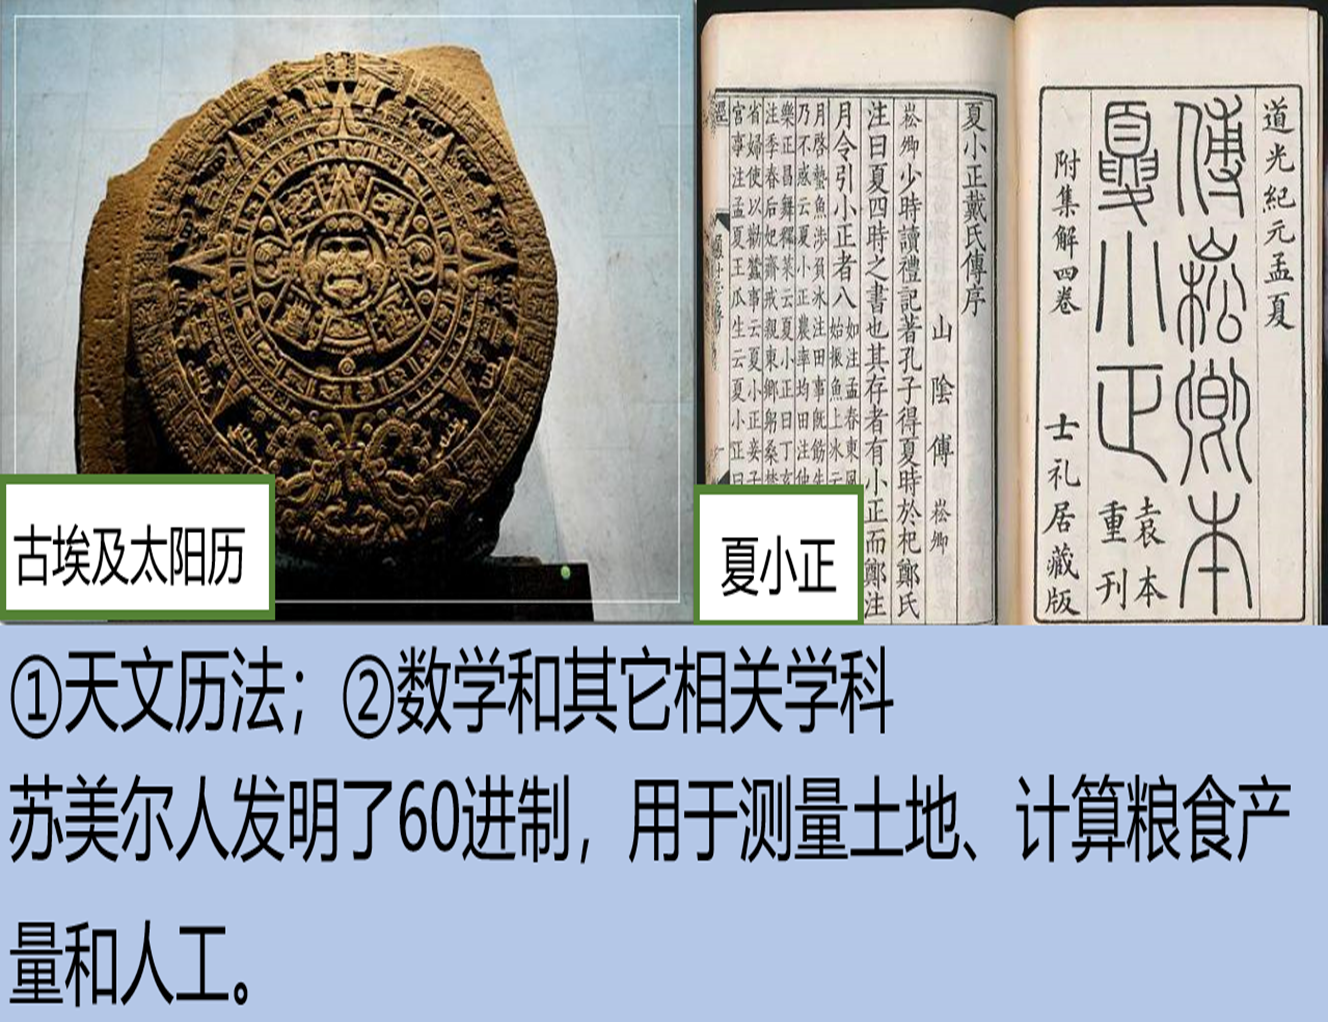 古埃及太阳历
夏小正
道光紀元孟夏
傅崧卿本
夏小正
袁本
重刊
附集解四卷
士礼居藏版
夏小正戴氏傳序
山陰傅崧卿
崧卿少時讀禮記著孔子得夏時於杞鄭氏
注曰夏四時之書也其存者有小正而鄭注
月令引小正者八
①天文历法；②数学和其它相关学科
苏美尔人发明了60进制，用于测量土地、计算粮食产
量和人工。